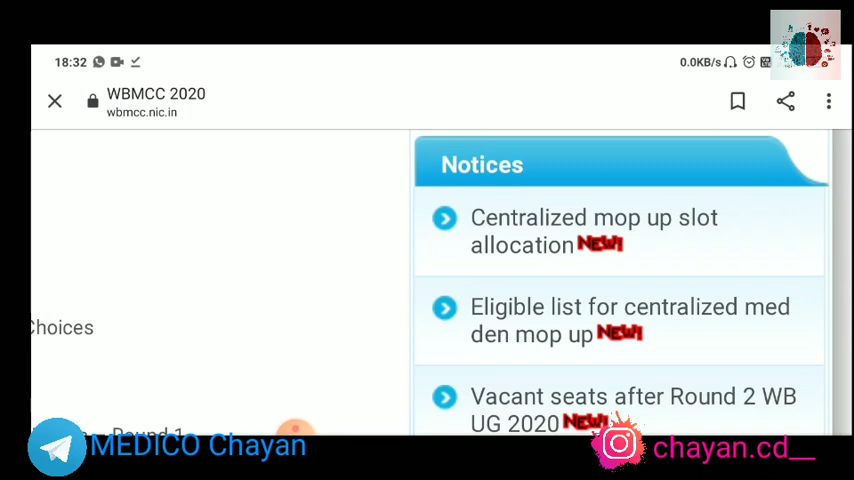 18:32
0.0KB/s
WBMCC 2020
wbmcc.nic.in
Notices
Centralized mop up slot
allocation NEW!
Eligible list for centralized med
den mop up NEW!
Choices
Vacant seats after Round 2 WB
UG 2020 NEW!
Round 1
MEDICO Chayan
chayan.cd__